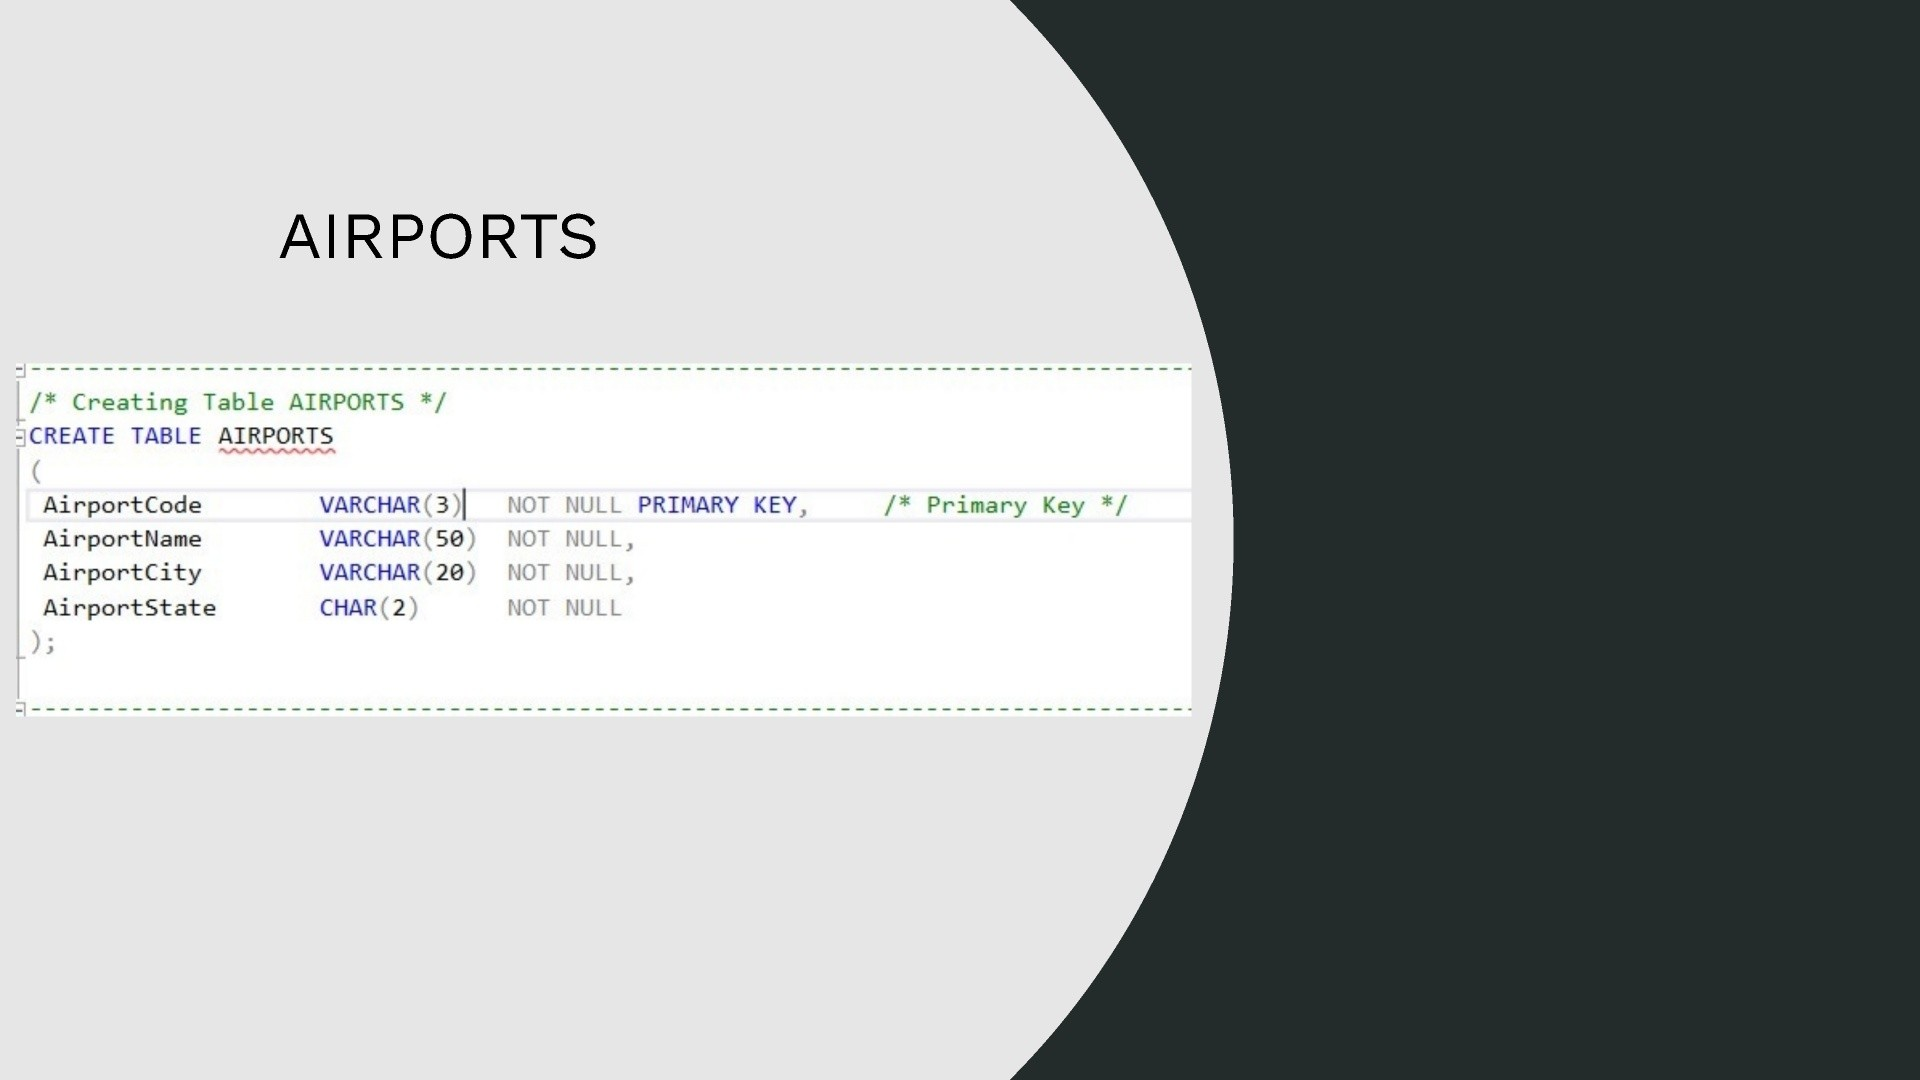 AIRPORTS
/* Creating Table AIRPORTS */
CREATE TABLE AIRPORTS
(
AirportCode VARCHAR(3) NOT NULL PRIMARY KEY, /* Primary Key */
AirportName VARCHAR(50) NOT NULL,
AirportCity VARCHAR(20) NOT NULL,
AirportState CHAR(2) NOT NULL
);